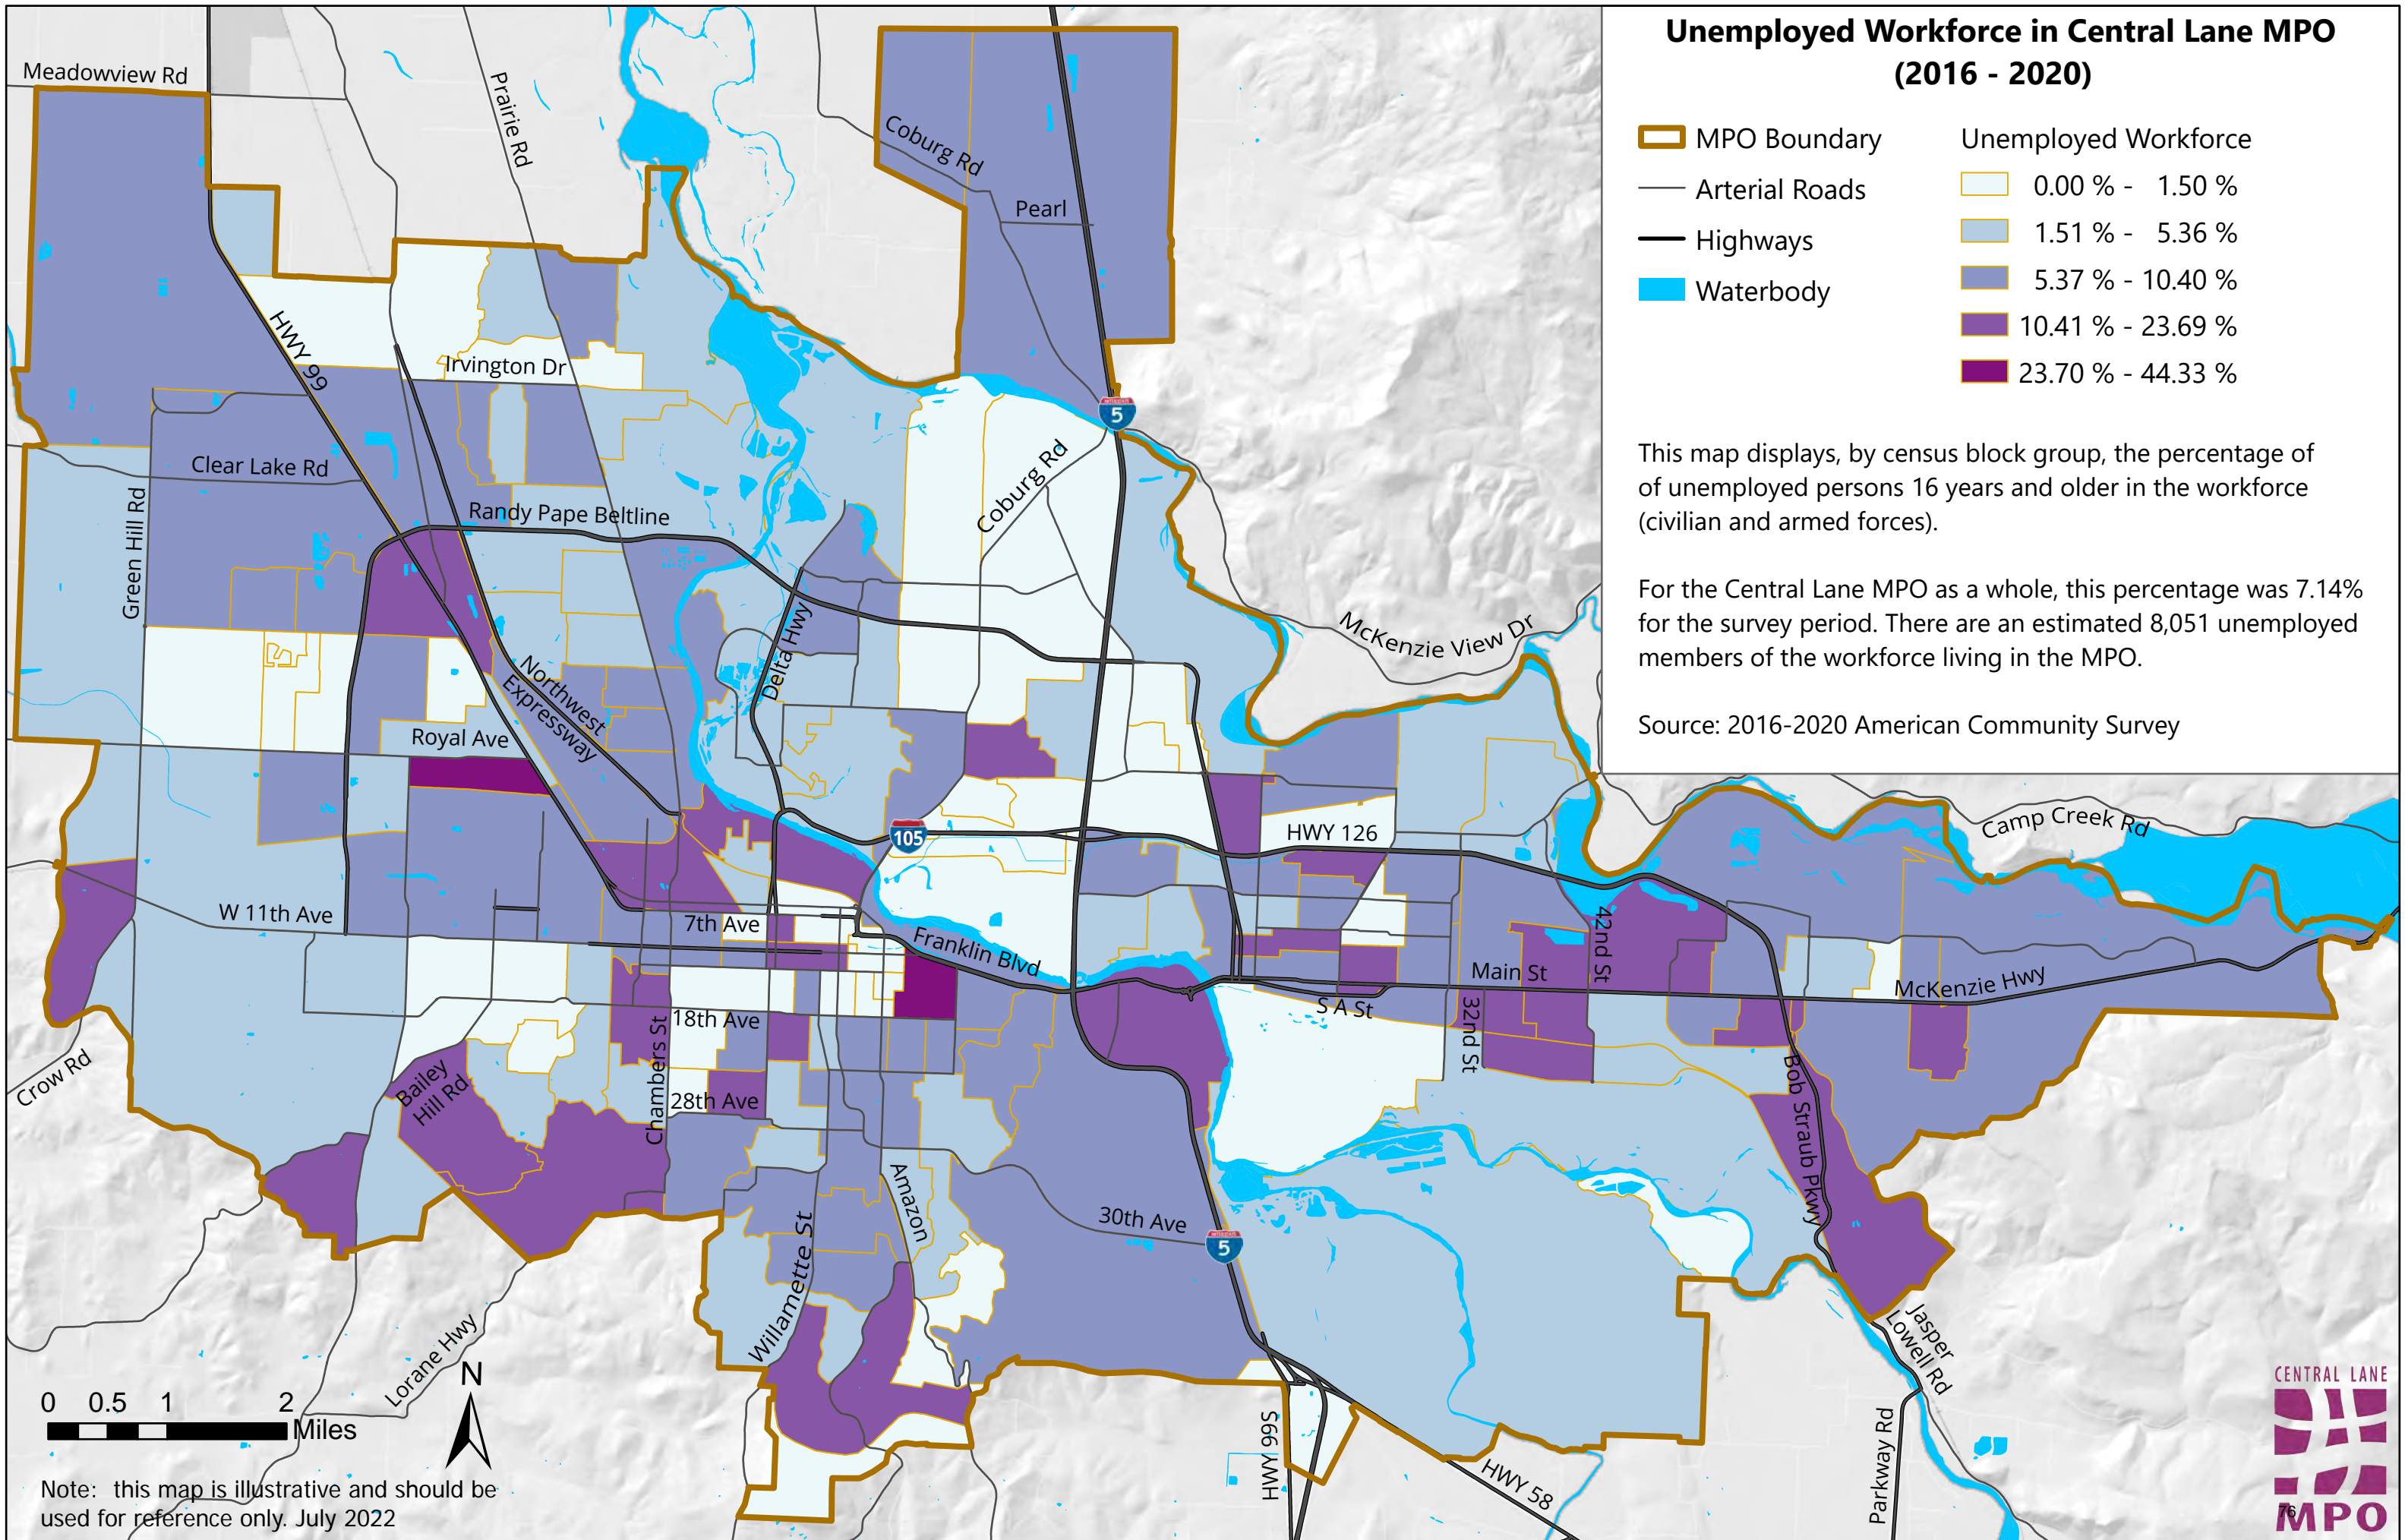 Unemployed Workforce in Central Lane MPO
(2016 - 2020)
MPO Boundary
Arterial Roads
Highways
Waterbody
Unemployed Workforce
0.00 % - 1.50 %
1.51 % - 5.36 %
5.37 % - 10.40 %
10.41 % - 23.69 %
23.70 % - 44.33 %
This map displays, by census block group, the percentage of
of unemployed persons 16 years and older in the workforce
(civilian and armed forces).
For the Central Lane MPO as a whole, this percentage was 7.14%
for the survey period. There are an estimated 8,051 unemployed
members of the workforce living in the MPO.
Source: 2016-2020 American Community Survey
Meadowview Rd
Prairie Rd
Coburg Rd
Pearl
HWY 99
Irvington Dr
INTERSTATE
5
Coburg Rd
Clear Lake Rd
Green Hill Rd
Randy Pape Beltline
Delta Hwy
McKenzie View Dr
Northwest
Expressway
Royal Ave
105
HWY 126
Camp Creek Rd
W 11th Ave
7th Ave
Franklin Blvd
42nd St
Main St
McKenzie Hwy
S A St
32nd St
18th Ave
Chambers St
Crow Rd
Bailey
Hill Rd
28th Ave
Bob Straub Pkwy
Amazon
30th Ave
INTERSTATE
5
Willamette St
Lorane Hwy
Jasper
Lowell Rd
HWY 99S
HWY 58
Parkway Rd
N
0 0.5 1 2
Miles
Note: this map is illustrative and should be
used for reference only. July 2022
CENTRAL LANE
MPO
76